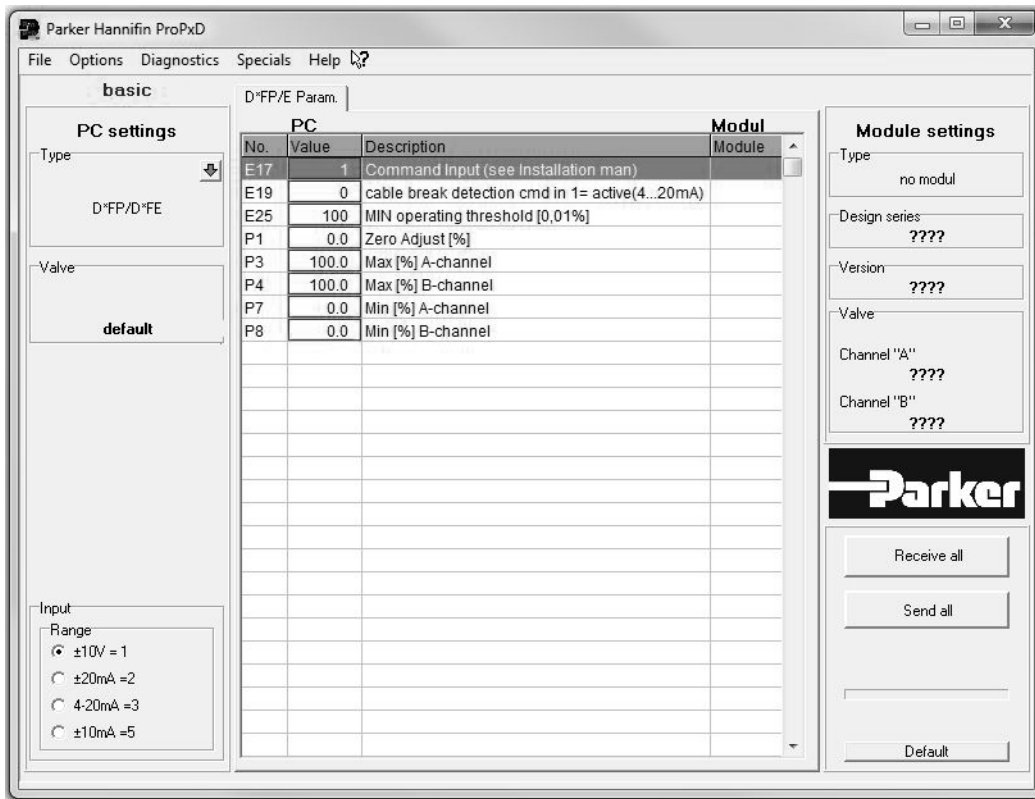 Parker Hannifin ProPxD
File Options Diagnostics Specials Help
basic
PC settings
Type
D*FP/D*FE
Valve
default
Input
Range
±10V = 1
±20mA =2
4-20mA =3
±10mA =5
D*FP/E Param.
PC Modul
No. Value Description Module
E17 1 Command Input (see Installation man)
E19 0 cable break detection cmd in 1= active(4...20mA)
E25 100 MIN operating threshold [0,01%]
P1 0.0 Zero Adjust [%]
P3 100.0 Max [%] A-channel
P4 100.0 Max [%] B-channel
P7 0.0 Min [%] A-channel
P8 0.0 Min [%] B-channel
Module settings
Type
no modul
Design series
????
Version
????
Valve
Channel "A"
????
Channel "B"
????
Parker
Receive all
Send all
Default